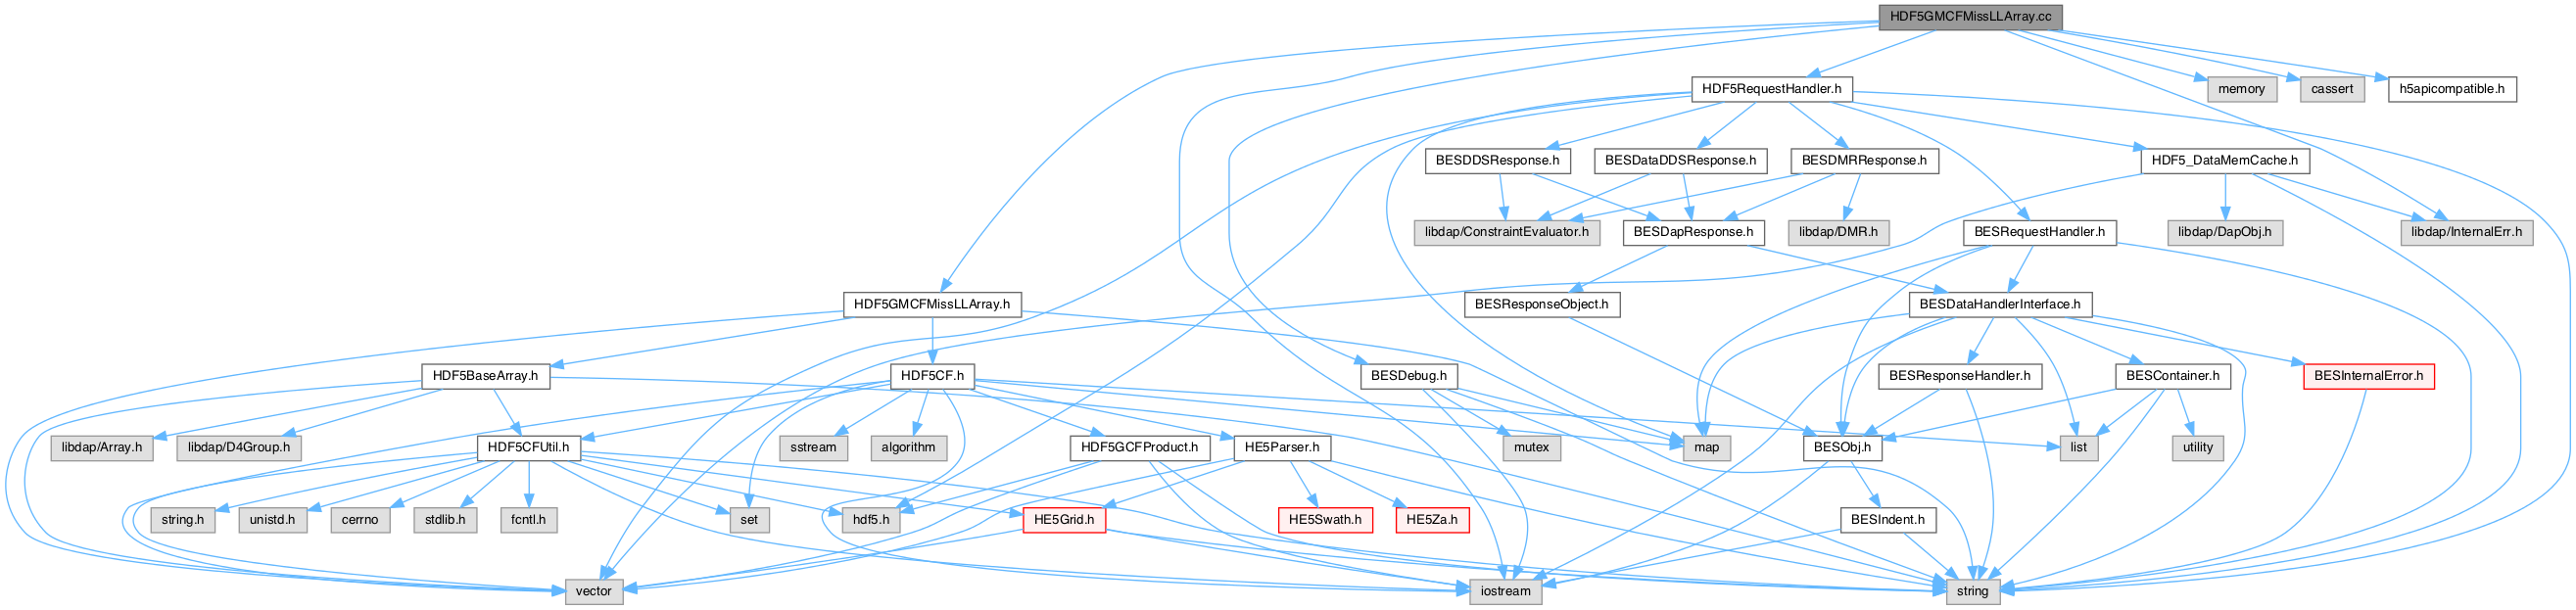 HDF5GMCFMissLLArray.cc
HDF5RequestHandler.h
memory
cassert
h5apicompatible.h
BESDDSResponse.h
BESDataDDSResponse.h
BESDMRResponse.h
HDF5_DataMemCache.h
libdap/ConstraintEvaluator.h
BESDapResponse.h
libdap/DMR.h
BESRequestHandler.h
libdap/DapObj.h
libdap/InternalErr.h
HDF5GMCFMissLLArray.h
BESResponseObject.h
BESDataHandlerInterface.h
HDF5BaseArray.h
HDF5CF.h
BESDebug.h
BESResponseHandler.h
BESContainer.h
BESInternalError.h
libdap/Array.h
libdap/D4Group.h
HDF5CFUtil.h
sstream
algorithm
HDF5GCFProduct.h
HE5Parser.h
mutex
map
BESObj.h
list
utility
string.h
unistd.h
cerrno
stdlib.h
fcntl.h
set
hdf5.h
HE5Grid.h
HE5Swath.h
HE5Za.h
BESIndent.h
vector
iostream
string